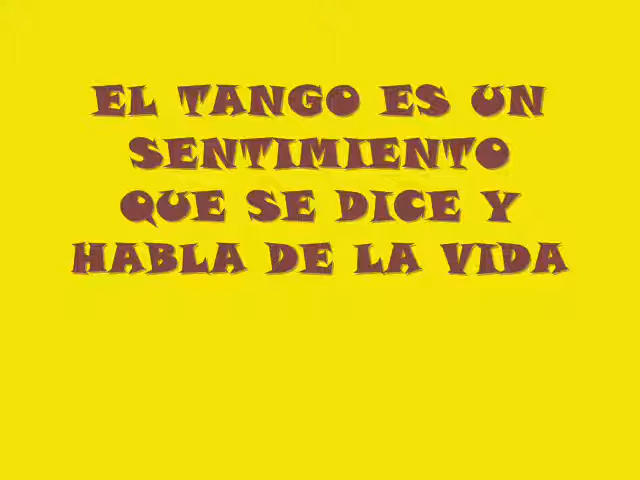 EL TANGO ES UN
SENTIMIENTO
QUE SE DICE Y
HABLA DE LA VIDA